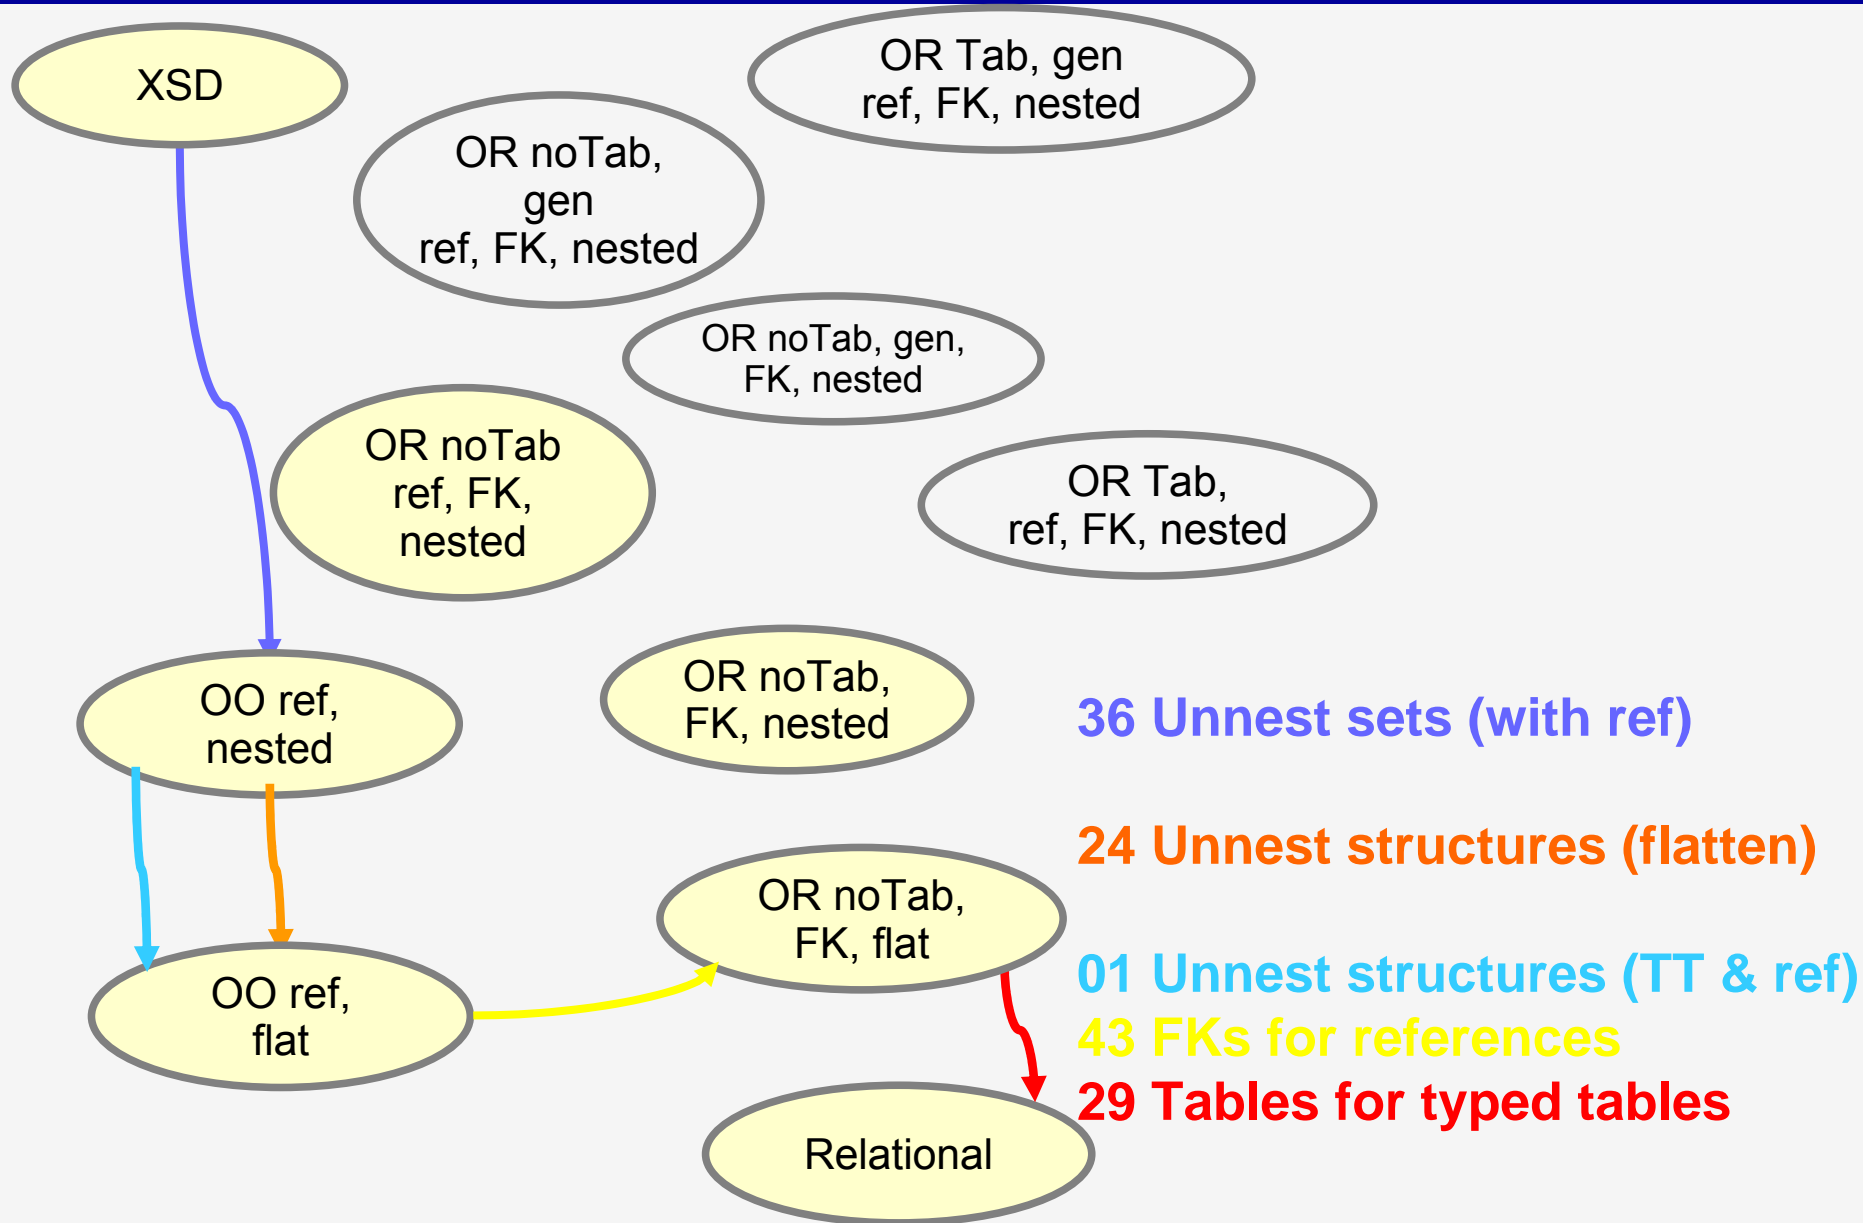 XSD
OR Tab, gen
ref, FK, nested
OR noTab,
gen
ref, FK, nested
OR noTab, gen,
FK, nested
OR noTab
ref, FK,
nested
OR Tab,
ref, FK, nested
OO ref,
nested
OR noTab,
FK, nested
36 Unnest sets (with ref)
24 Unnest structures (flatten)
OR noTab,
FK, flat
01 Unnest structures (TT & ref)
OO ref,
flat
43 FKs for references
29 Tables for typed tables
Relational